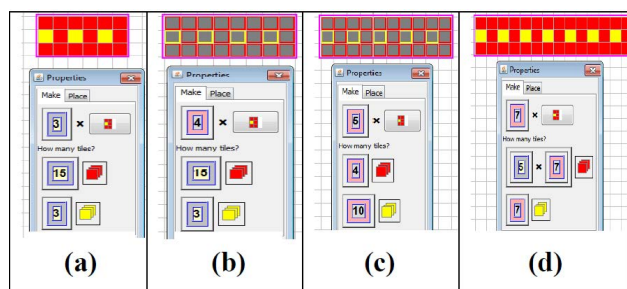 Properties
Make Place
3 ×
How many tiles?
15
3
(a)
Properties
Make Place
4 ×
How many tiles?
15
3
(b)
Properties
Make Place
5 ×
How many tiles?
4
10
(c)
Properties
Make Place
7 ×
How many tiles?
5 × 7
7
(d)